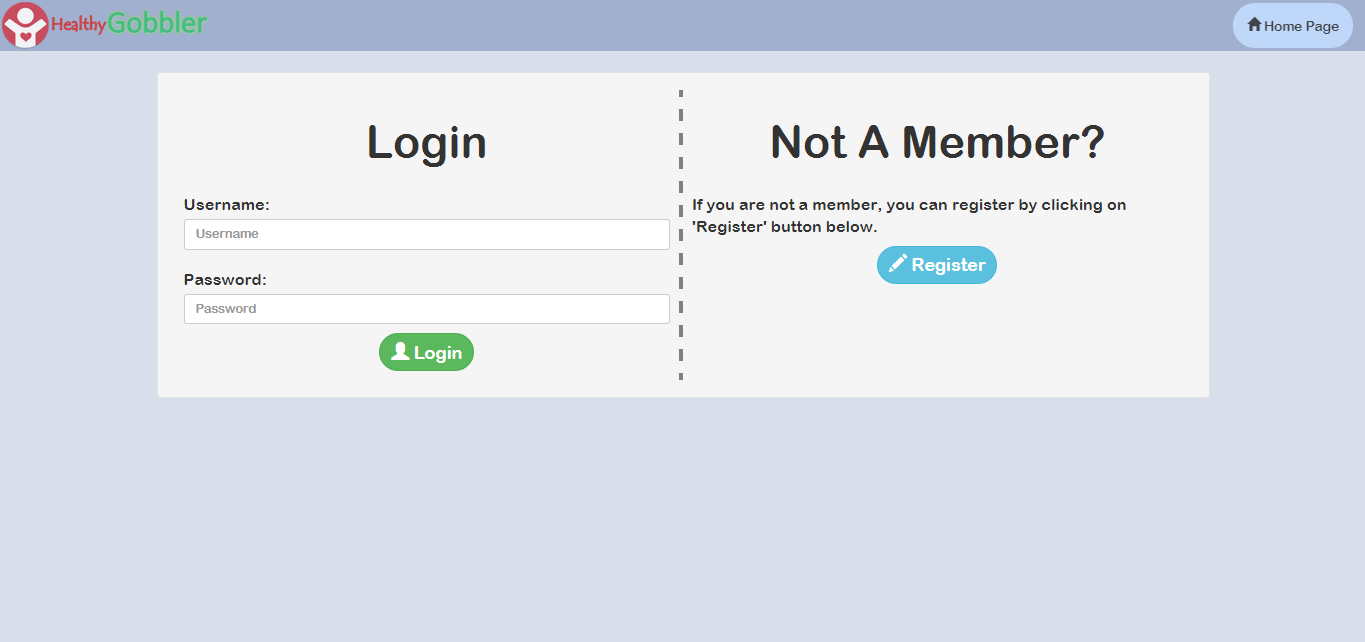 HealthyGobbler
Home Page
Login
Username:
Username
Password:
Password
Login
Not A Member?
If you are not a member, you can register by clicking on
'Register' button below.
Register